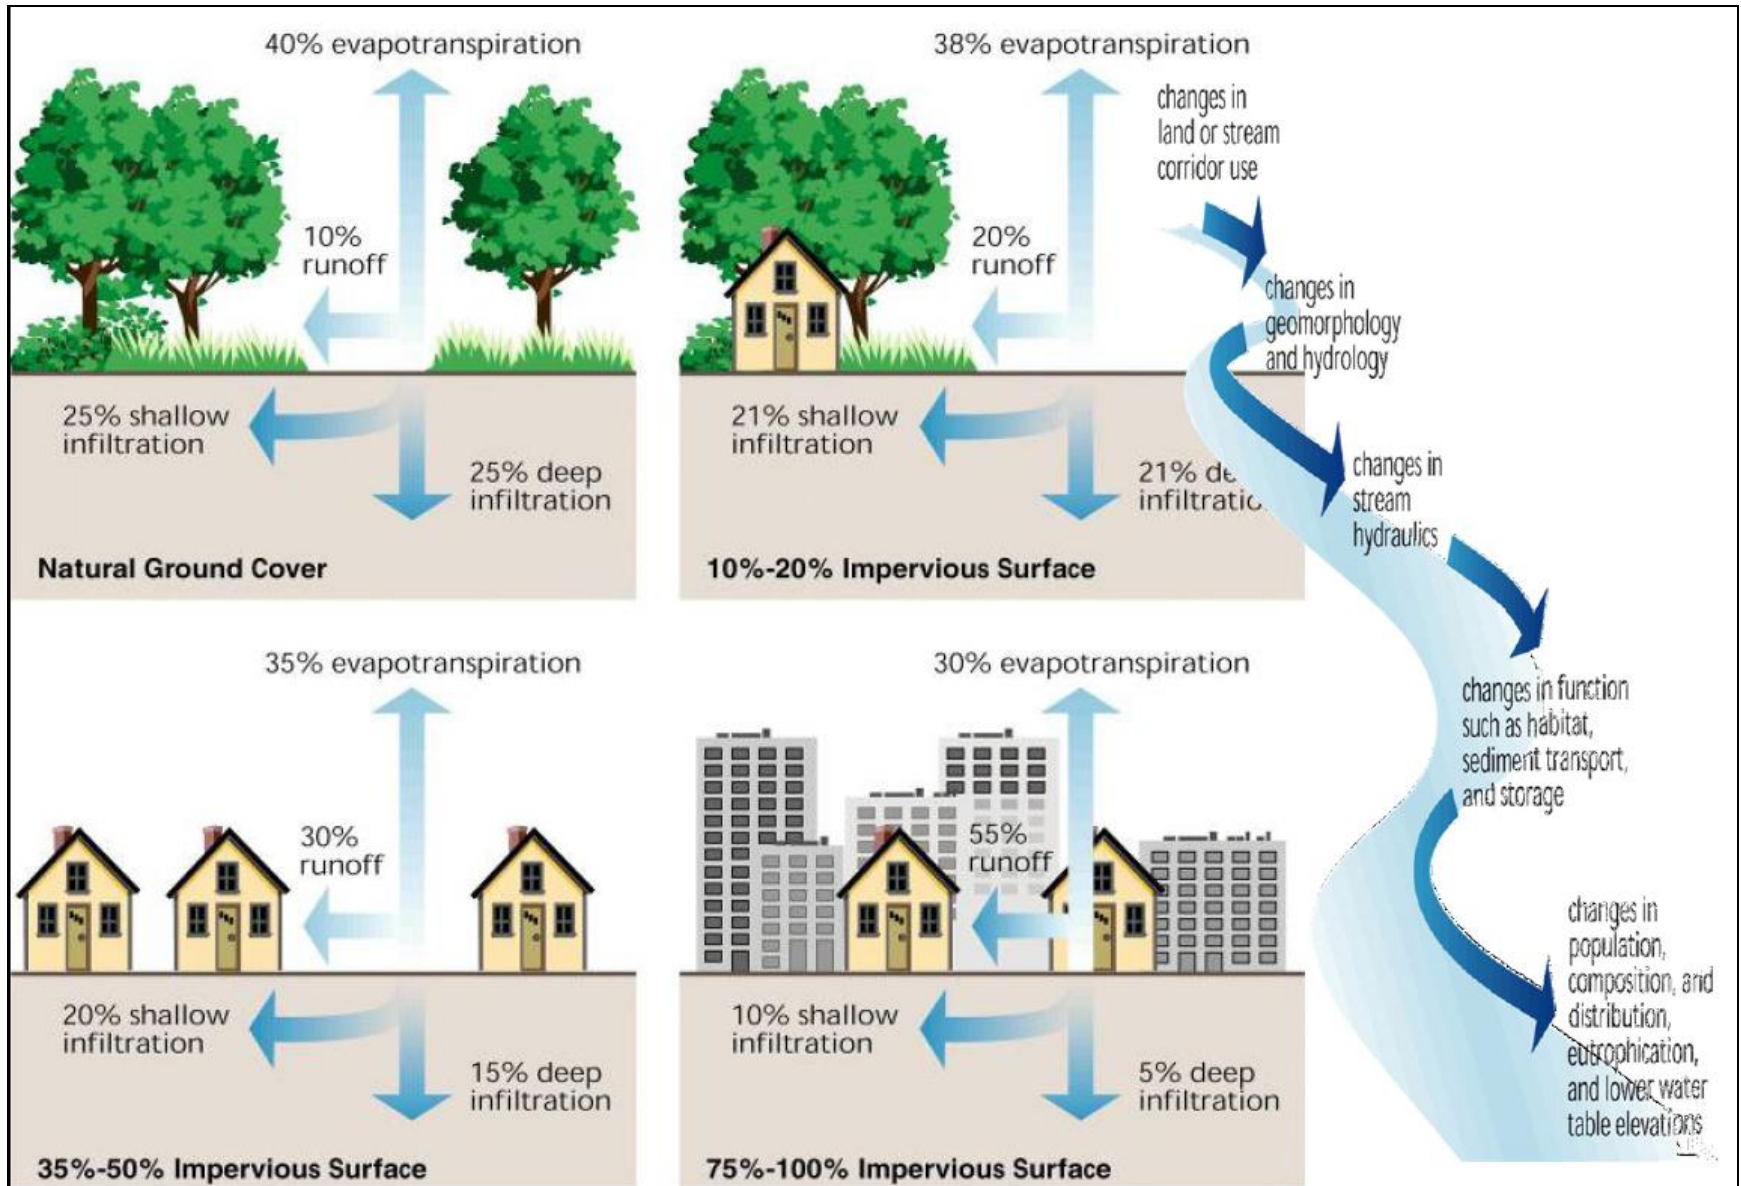 40% evapotranspiration
10%
runoff
25% shallow
infiltration
25% deep
infiltration
Natural Ground Cover
38% evapotranspiration
20%
runoff
21% shallow
infiltration
21% de
infiltratio
10%-20% Impervious Surface
35% evapotranspiration
30%
runoff
20% shallow
infiltration
15% deep
infiltration
35%-50% Impervious Surface
30% evapotranspiration
55%
runoff
10% shallow
infiltration
5% deep
infiltration
75%-100% Impervious Surface
changes in
land or stream
corridor use
changes in
geomorphology
and hydrology
changes in
stream
hydraulics
changes in function
such as habitat,
sediment transport,
and storage
changes in
population,
composition, and
distribution,
eutrophication,
and lower water
table elevations